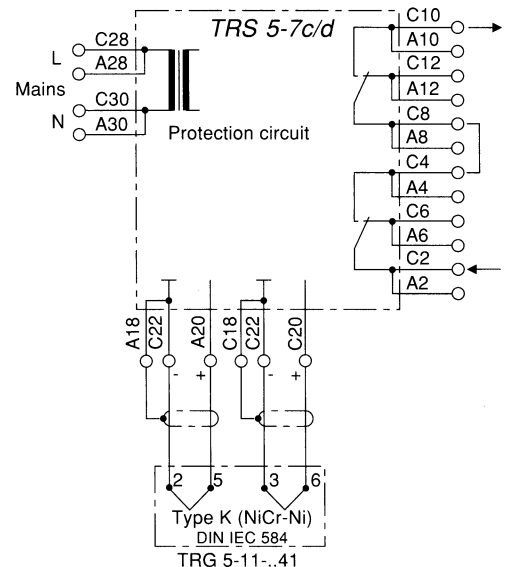 TRS 5-7c/d
L
C28
A28
Mains
N
C30
A30
Protection circuit
C10
A10
C12
A12
C8
A8
C4
A4
C6
A6
C2
A2
A18
C22
A20
C18
C22
C20
-
+
-
+
2
5
3
6
Type K (NiCr-Ni)
DIN IEC 584
TRG 5-11-..41